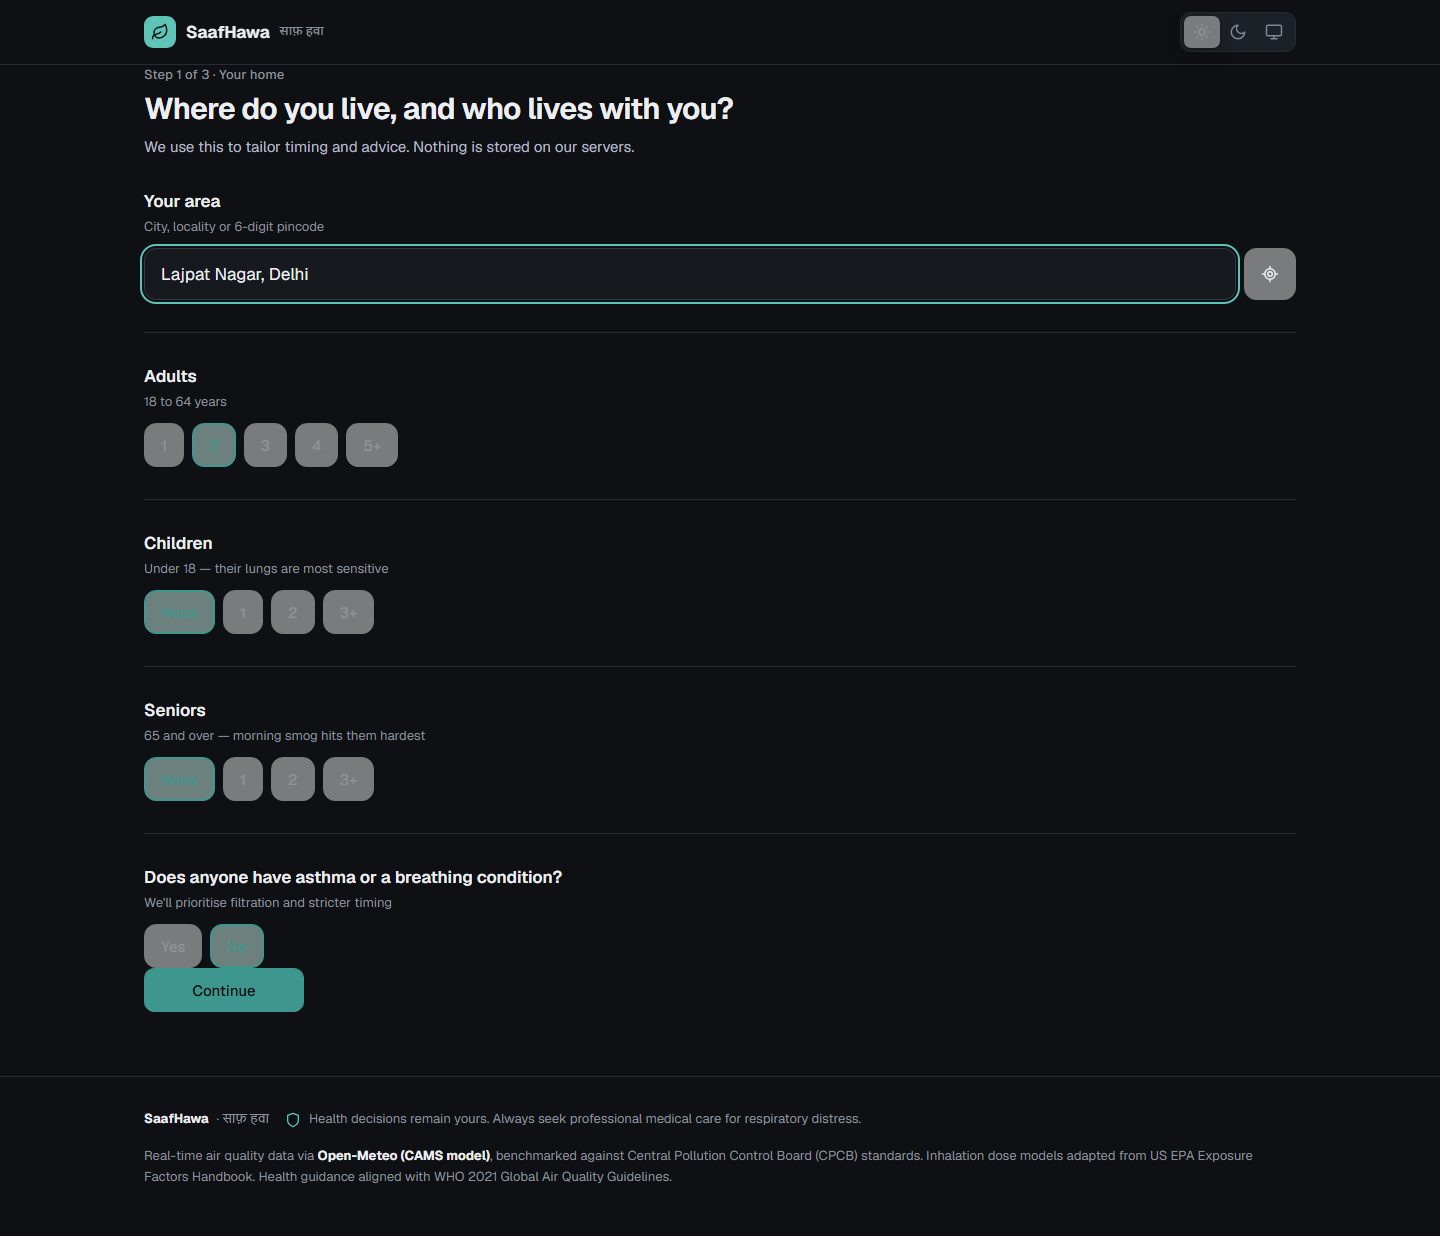 SaafHawa साफ़ हवा
Step 1 of 3 · Your home
Where do you live, and who lives with you?
We use this to tailor timing and advice. Nothing is stored on our servers.
Your area
City, locality or 6-digit pincode
Lajpat Nagar, Delhi
Adults
18 to 64 years
1 2 3 4 5+
Children
Under 18 — their lungs are most sensitive
None 1 2 3+
Seniors
65 and over — morning smog hits them hardest
None 1 2 3+
Does anyone have asthma or a breathing condition?
We'll prioritise filtration and stricter timing
Yes No
Continue
SaafHawa · साफ़ हवा Health decisions remain yours. Always seek professional medical care for respiratory distress.
Real-time air quality data via Open-Meteo (CAMS model), benchmarked against Central Pollution Control Board (CPCB) standards. Inhalation dose models adapted from US EPA Exposure
Factors Handbook. Health guidance aligned with WHO 2021 Global Air Quality Guidelines.